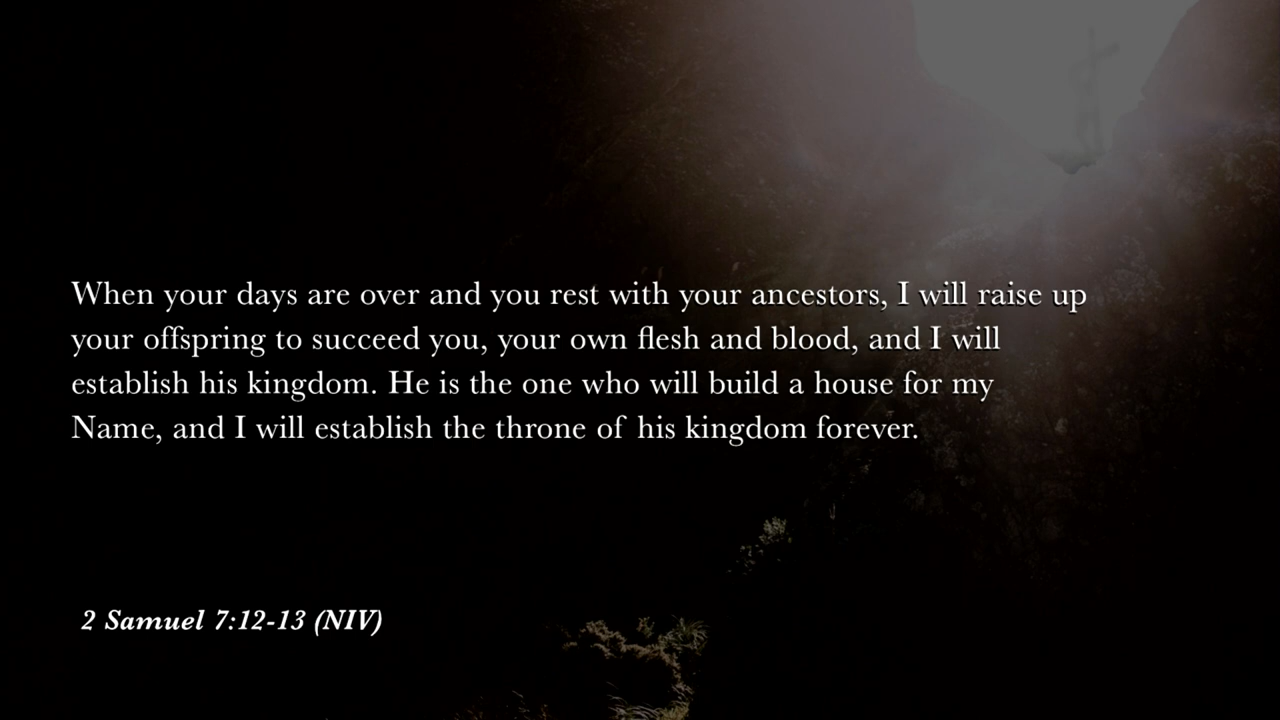 When your days are over and you rest with your ancestors, I will raise up
your offspring to succeed you, your own flesh and blood, and I will
establish his kingdom. He is the one who will build a house for my
Name, and I will establish the throne of his kingdom forever.
2 Samuel 7:12-13 (NIV)